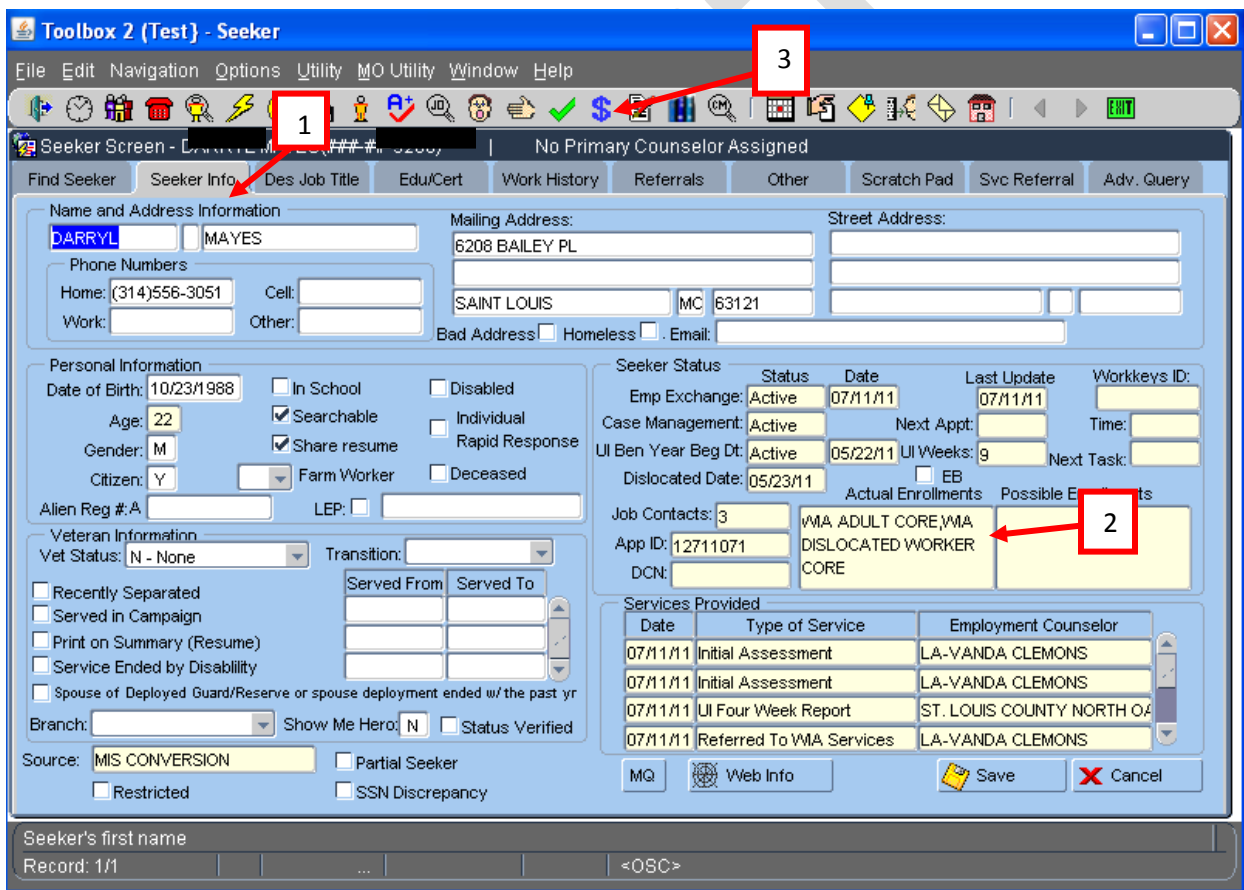 Toolbox 2 (Test} - Seeker
File Edit Navigation Options Utility MO Utility Window Help
3
1
EXIT
Seeker Screen - No Primary Counselor Assigned
Find Seeker Seeker Info Des Job Title Edu/Cert Work History Referrals Other Scratch Pad Svc Referral Adv. Query
Name and Address Information
Mailing Address:
Street Address:
DARRYL MAYES
6208 BAILEY PL
Phone Numbers
Home: (314)556-3051 Cell:
SAINT LOUIS MC 63121
Work: Other:
Bad Address Homeless . Email:
Personal Information
Date of Birth: 10/23/1988 In School Disabled
Age: 22 Searchable Individual Rapid Response
Gender: M Share resume
Citizen: Y Farm Worker Deceased
Alien Reg #:A LEP:
Seeker Status
Status Date Last Update Workkeys ID:
Emp Exchange: Active 07/11/11 07/11/11
Case Management: Active Next Appt: Time:
UI Ben Year Beg Dt: Active 05/22/11 UI Weeks: 9 Next Task:
Dislocated Date: 05/23/11 EB
Actual Enrollments Possible
2
Job Contacts: 3
App ID: 12711071
DCN:
WIA ADULT CORE,WIA
DISLOCATED WORKER
CORE
Veteran Information
Vet Status: N - None Transition:
Served From Served To
Recently Separated
Served in Campaign
Print on Summary (Resume)
Service Ended by Disablility
Spouse of Deployed Guard/Reserve or spouse deployment ended w/ the past yr
Branch: Show Me Hero: N Status Verified
Services Provided
Date Type of Service Employment Counselor
07/11/11 Initial Assessment LA-VANDA CLEMONS
07/11/11 Initial Assessment LA-VANDA CLEMONS
07/11/11 UI Four Week Report ST. LOUIS COUNTY NORTH
07/11/11 Referred To WIA Services LA-VANDA CLEMONS
Source: MIS CONVERSION Partial Seeker
Restricted SSN Discrepancy
MQ Web Info Save Cancel
Seeker's first name
Record: 1/1 ... <OSC>